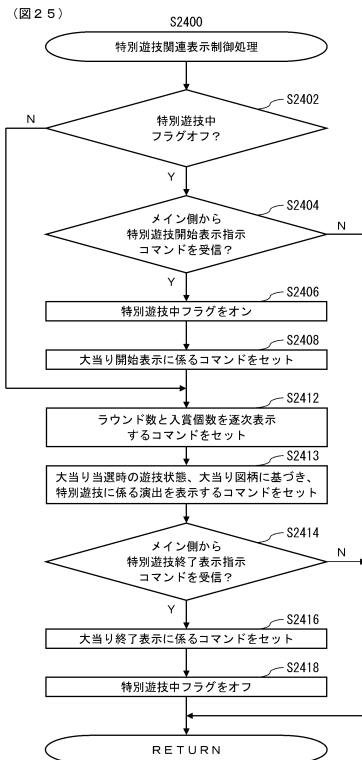 （図２５）
S2400
特別遊技関連表示制御処理
S2402
特別遊技中
フラグオフ？
N
Y
S2404
メイン側から
特別遊技開始表示指示
コマンドを受信？
N
Y
S2406
特別遊技中フラグをオン
S2408
大当り開始表示に係るコマンドをセット
S2412
ラウンド数と入賞個数を逐次表示
するコマンドをセット
S2413
大当り当選時の遊技状態、大当り図柄に基づき、
特別遊技に係る演出を表示するコマンドをセット
S2414
メイン側から
特別遊技終了表示指示
コマンドを受信？
N
Y
S2416
大当り終了表示に係るコマンドをセット
S2418
特別遊技中フラグをオフ
ＲＥＴＵＲＮ